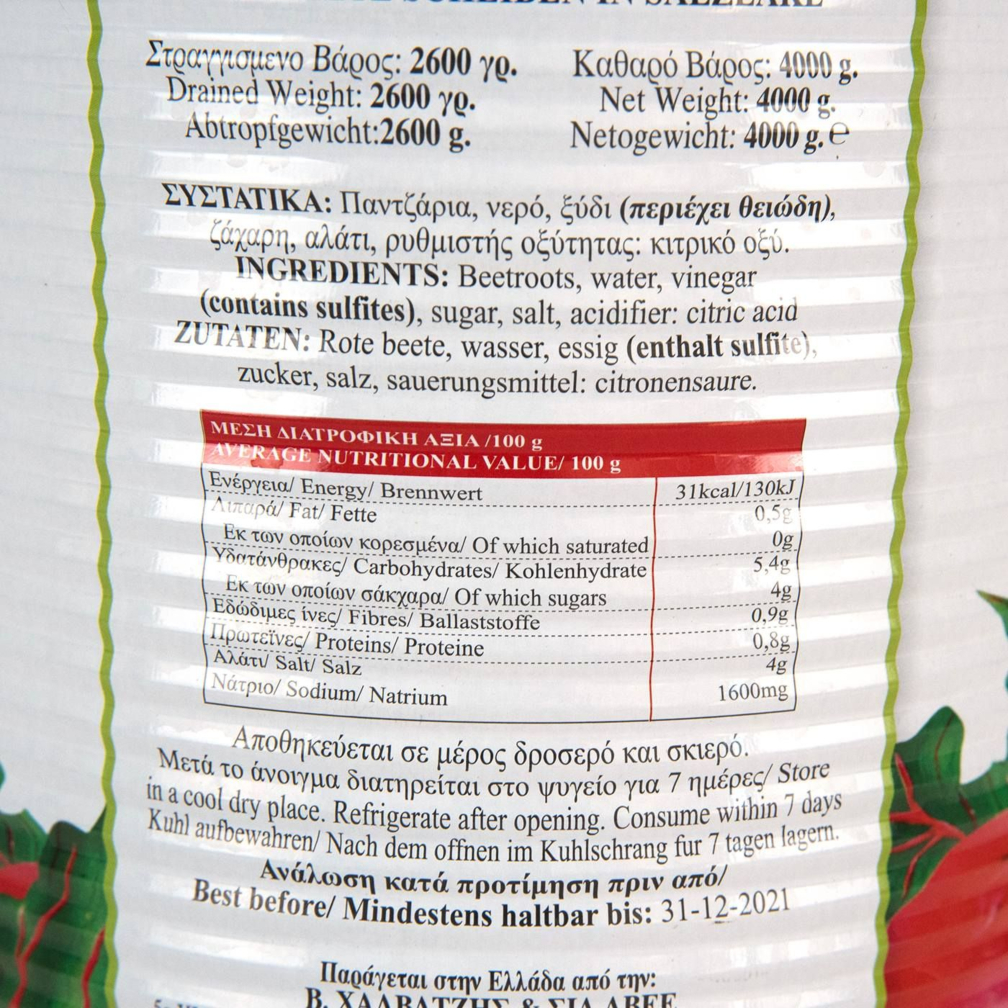 SCHEIBEN IN SALZLAKE
Στραγγισμενο Βάρος: 2600 γρ.
Drained Weight: 2600 γρ.
Abtropfgewicht:2600 g.
Καθαρό Βάρος: 4000 g.
Net Weight: 4000 g.
Netogewicht: 4000 g. ℮
ΣΥΣΤΑΤΙΚΑ: Παντζάρια, νερό, ξύδι (περιέχει θειώδη),
ζάχαρη, αλάτι, ρυθμιστής οξύτητας: κιτρικό οξύ.
INGREDIENTS: Beetroots, water, vinegar
(contains sulfites), sugar, salt, acidifier: citric acid
ZUTATEN: Rote beete, wasser, essig (enthalt sulfite),
zucker, salz, sauerungsmittel: citronensaure.
ΜΕΣΗ ΔΙΑΤΡΟΦΙΚΗ ΑΞΙΑ /100 g
AVERAGE NUTRITIONAL VALUE/ 100 g
Ενέργεια/ Energy/ Brennwert 31kcal/130kJ
Λιπαρά/ Fat/ Fette 0,5g
Εκ των οποίων κορεσμένα/ Of which saturated 0g
Υδατάνθρακες/ Carbohydrates/ Kohlenhydrate 5,4g
Εκ των οποίων σάκχαρα/ Of which sugars 4g
Εδώδιμες ίνες/ Fibres/ Ballaststoffe 0,9g
Πρωτεΐνες/ Proteins/ Proteine 0,8g
Αλάτι/ Salt/ Salz 4g
Νάτριο/ Sodium/ Natrium 1600mg
Αποθηκεύεται σε μέρος δροσερό και σκιερό.
Μετά το άνοιγμα διατηρείται στο ψυγείο για 7 ημέρες/ Store
in a cool dry place. Refrigerate after opening. Consume within 7 days
Kuhl aufbewahren/ Nach dem offnen im Kuhlschrang fur 7 tagen lagern.
Ανάλωση κατά προτίμηση πριν από/
Best before/ Mindestens haltbar bis: 31-12-2021
Παράγεται στην Ελλάδα από την:
Β. ΧΑΛΒΑΤΖΗΣ & ΣΙΑ ΑΒΕΕ